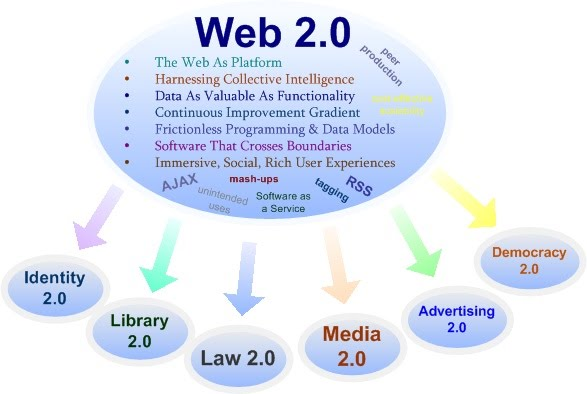 Web 2.0
peer
production
The Web As Platform
Harnessing Collective Intelligence
Data As Valuable As Functionality
Continuous Improvement Gradient
Frictionless Programming & Data Models
Software That Crosses Boundaries
Immersive, Social, Rich User Experiences
AJAX
mash-ups
unintended
uses
Software as
a Service
tagging
RSS
Identity
2.0
Library
2.0
Law 2.0
Media
2.0
Advertising
2.0
Democracy
2.0